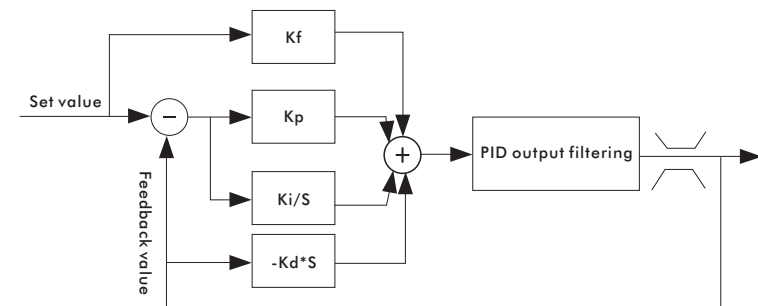 Kf
Set value
−
Kp
+
PID output filtering
Feedback value
Ki/S
-Kd*S